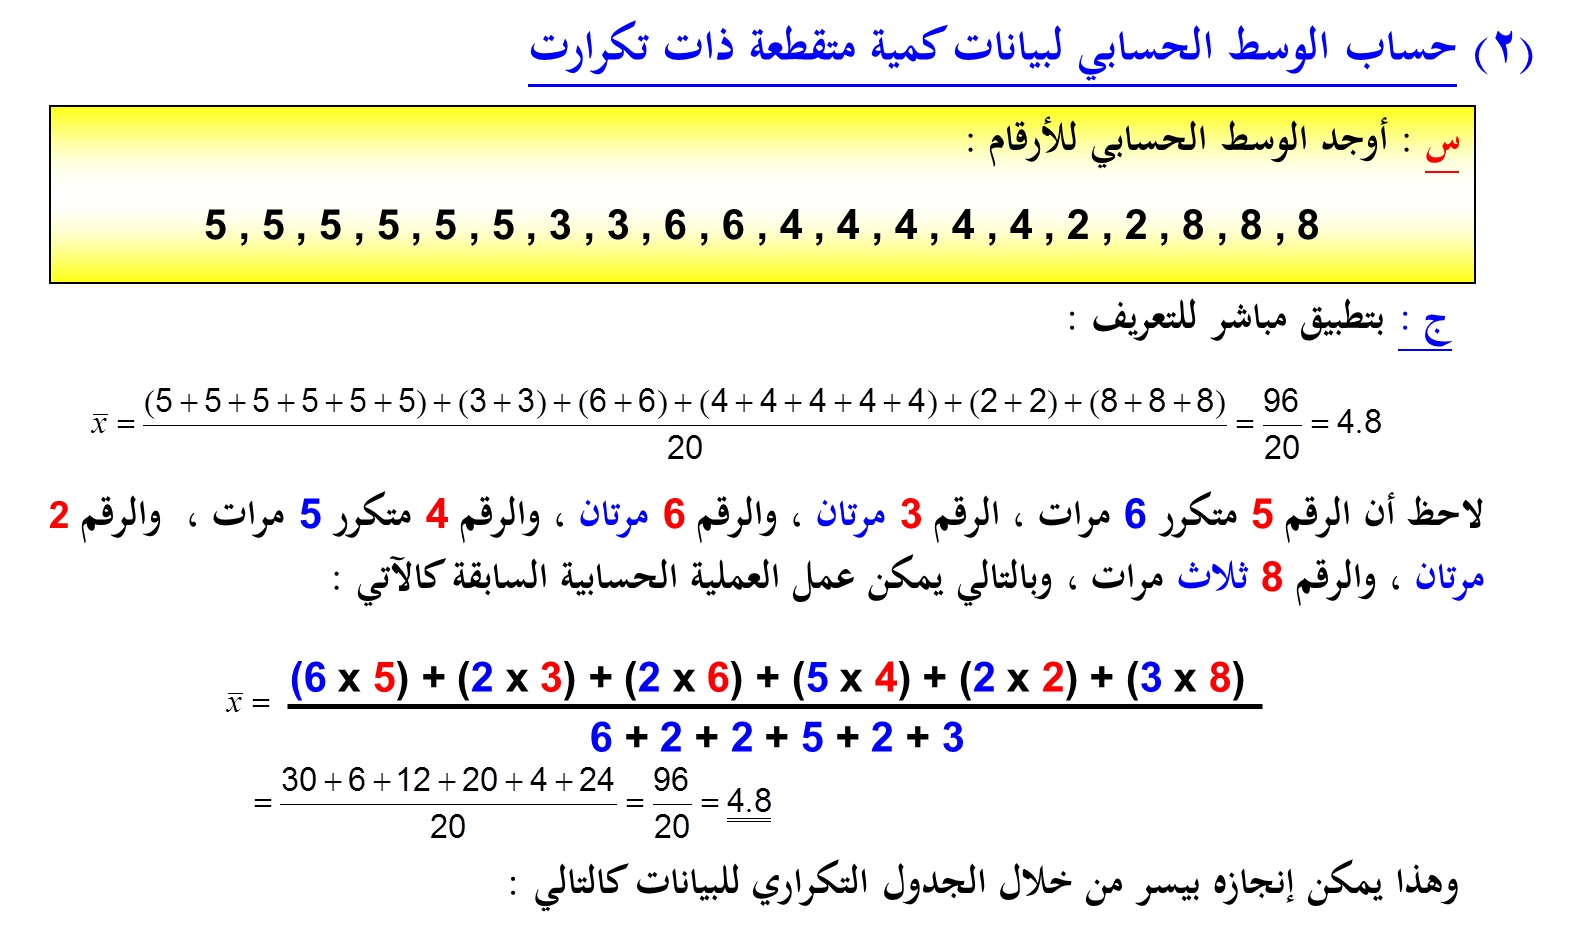 (٢) حساب الوسط الحسابي لبيانات كمية متقطعة ذات تكرارت
س : أوجد الوسط الحسابي للأرقام :
5 , 5 , 5 , 5 , 5 , 5 , 3 , 3 , 6 , 6 , 4 , 4 , 4 , 4 , 4 , 2 , 2 , 8 , 8 , 8
ج : بتطبيق مباشر للتعريف :
(5+5+5+5+5+5)+(3+3)+(6+6)+(4+4+4+4+4)+(2+2)+(8+8+8)
x̅ = = 96/20 = 4.8
20
لاحظ أن الرقم 5 متكرر 6 مرات ، الرقم 3 مرتان ، والرقم 6 مرتان ، والرقم 4 متكرر 5 مرات ، والرقم 2
مرتان ، والرقم 8 ثلاث مرات ، وبالتالي يمكن عمل العملية الحسابية السابقة كالآتي :
(6 x 5) + (2 x 3) + (2 x 6) + (5 x 4) + (2 x 2) + (3 x 8)
x̅ =
6 + 2 + 2 + 5 + 2 + 3
= (30+6+12+20+4+24)/20 = 96/20 = 4.8
وهذا يمكن إنجازه بيسر من خلال الجدول التكراري للبيانات كالتالي :